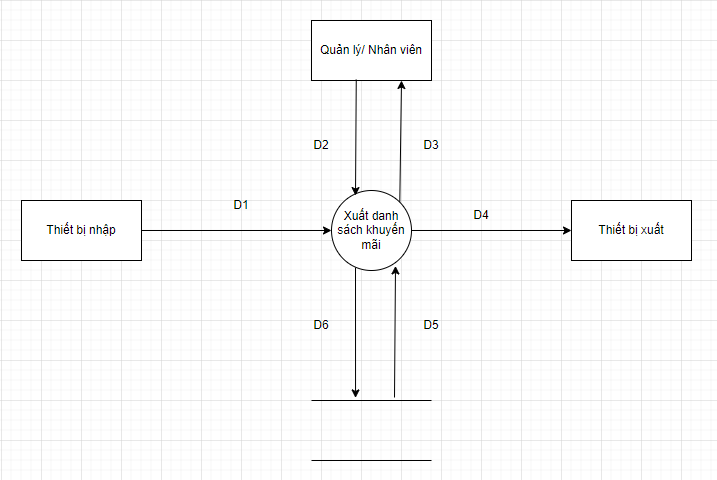 Quản lý/ Nhân viên
D2
D3
D1
D4
Thiết bị nhập
Xuất danh
sách khuyến
mãi
Thiết bị xuất
D6
D5